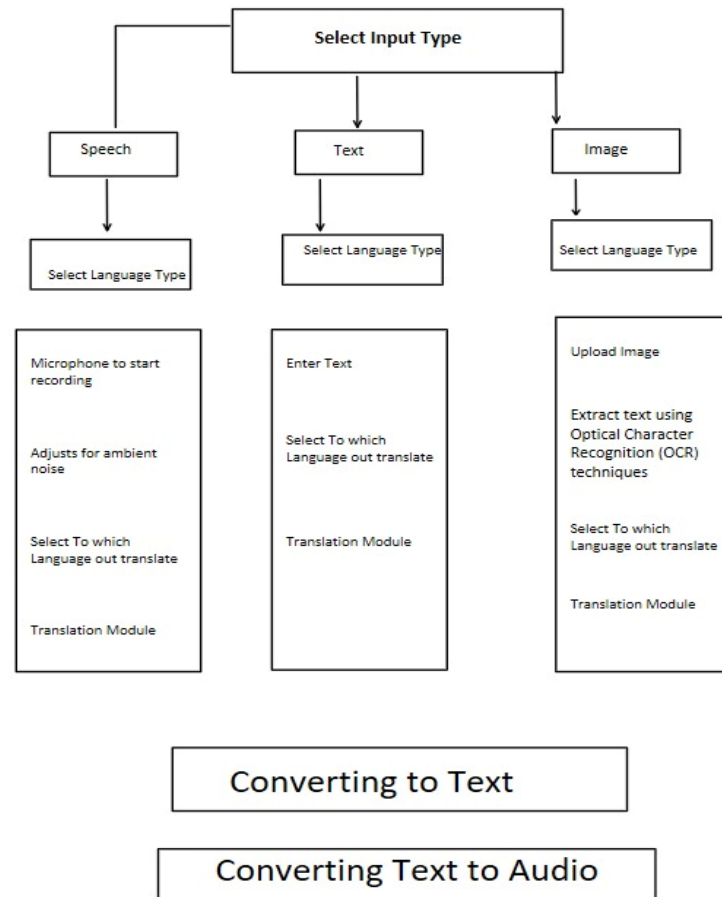 Select Input Type
Speech
Text
Image
Select Language Type
Select Language Type
Select Language Type
Microphone to start
recording
Adjusts for ambient
noise
Select To which
Language out translate
Translation Module
Enter Text
Select To which
Language out translate
Translation Module
Upload Image
Extract text using
Optical Character
Recognition (OCR)
techniques
Select To which
Language out translate
Translation Module
Converting to Text
Converting Text to Audio